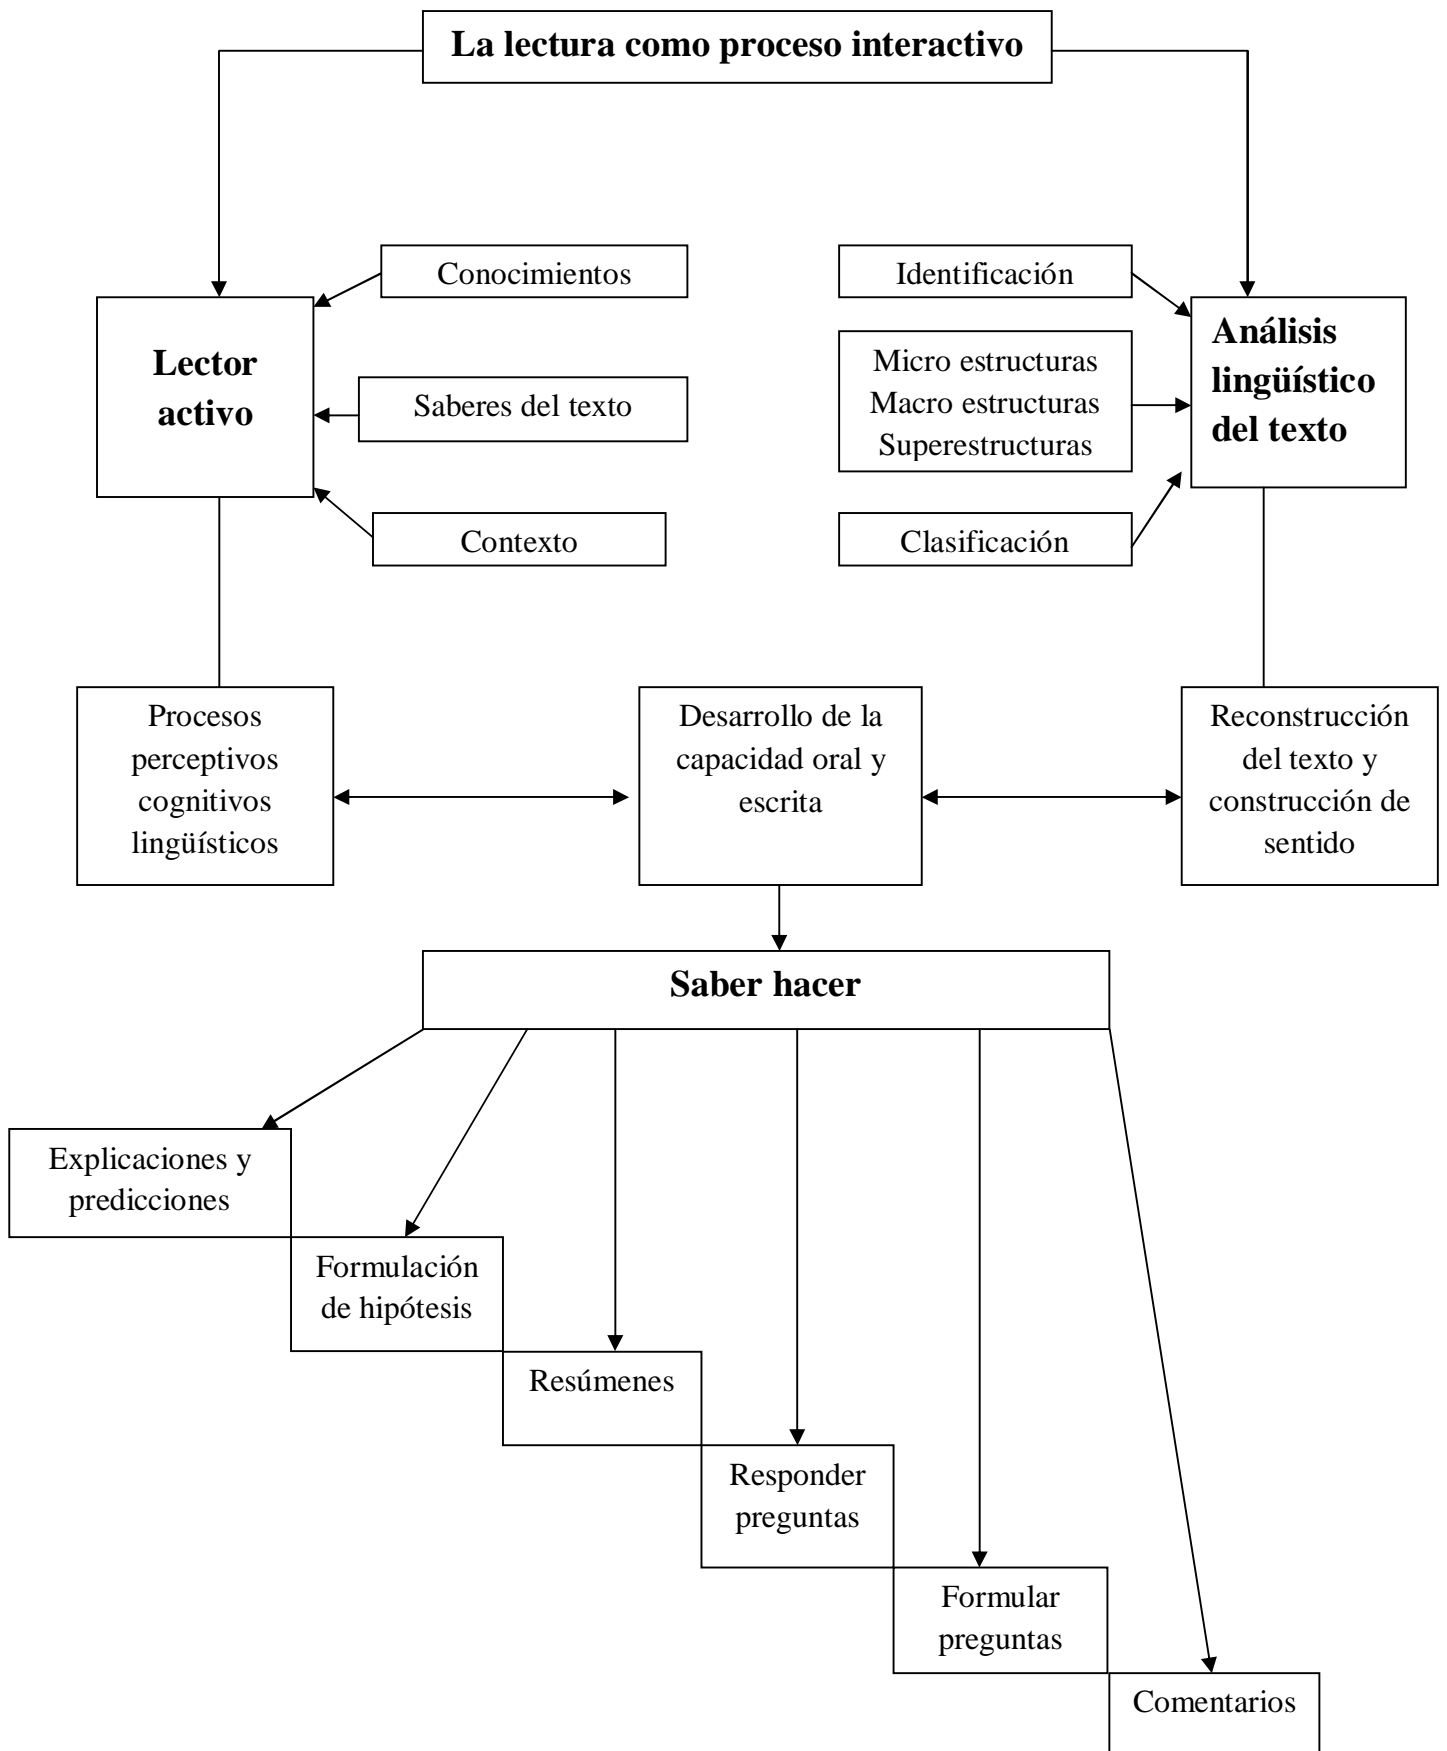 La lectura como proceso interactivo
Conocimientos
Identificación
Lector
activo
Saberes del texto
Micro estructuras
Macro estructuras
Superestructuras
Análisis
lingüístico
del texto
Contexto
Clasificación
Procesos
perceptivos
cognitivos
lingüísticos
Desarrollo de la
capacidad oral y
escrita
Reconstrucción
del texto y
construcción de
sentido
Saber hacer
Explicaciones y
predicciones
Formulación
de hipótesis
Resúmenes
Responder
preguntas
Formular
preguntas
Comentarios